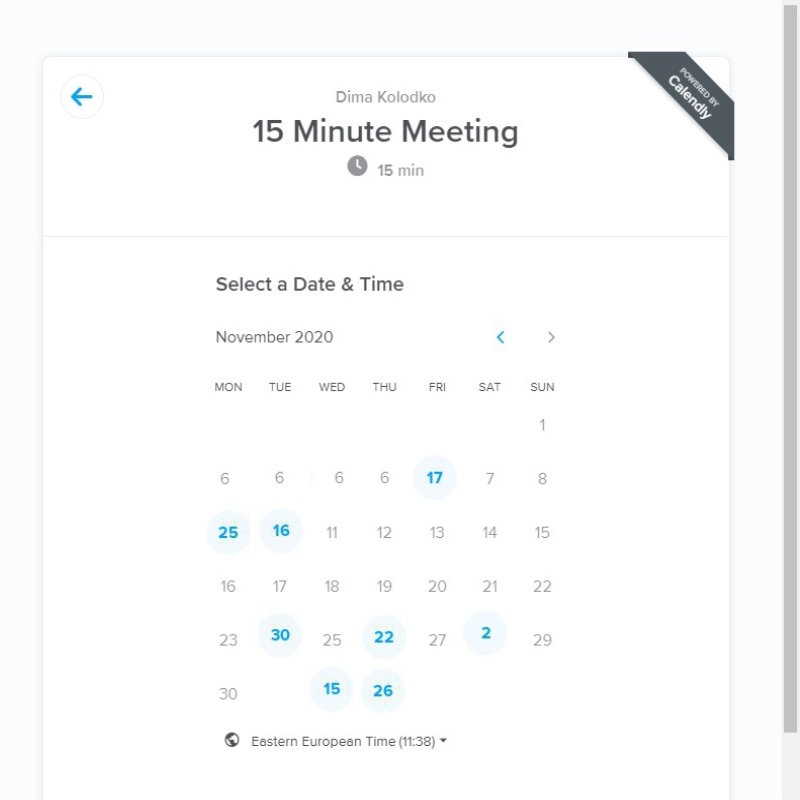 POWERED BY
Calendly
Dima Kolodko
15 Minute Meeting
15 min
Select a Date & Time
November 2020
MON TUE WED THU FRI SAT SUN
1
6 6 6 6 17 7 8
25 16 11 12 13 14 15
16 17 18 19 20 21 22
23 30 25 22 27 2 29
30 15 26
Eastern European Time (11:38)